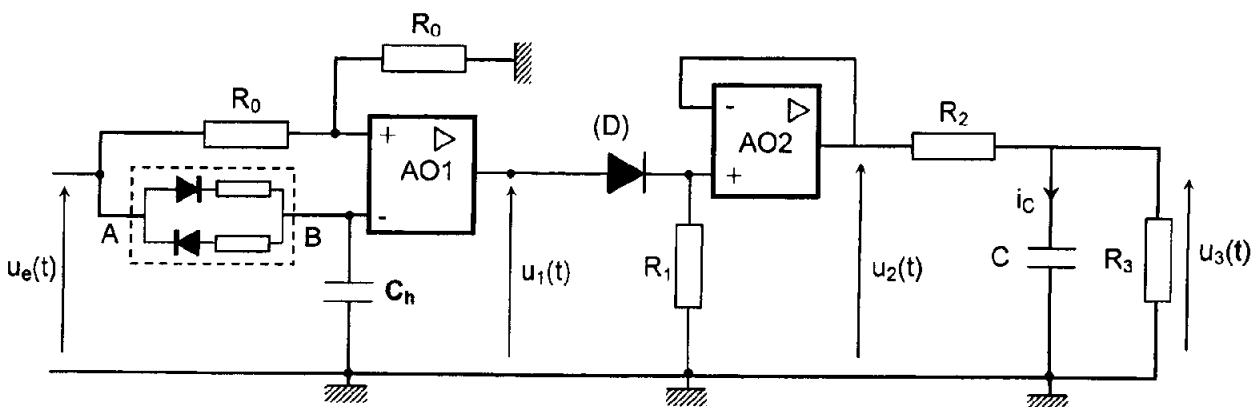 R₀
R₀
+
AO1
-
A
B
Cₕ
uₑ(t)
u₁(t)
(D)
-
AO2
+
R₁
u₂(t)
R₂
i_C
C
R₃
u₃(t)